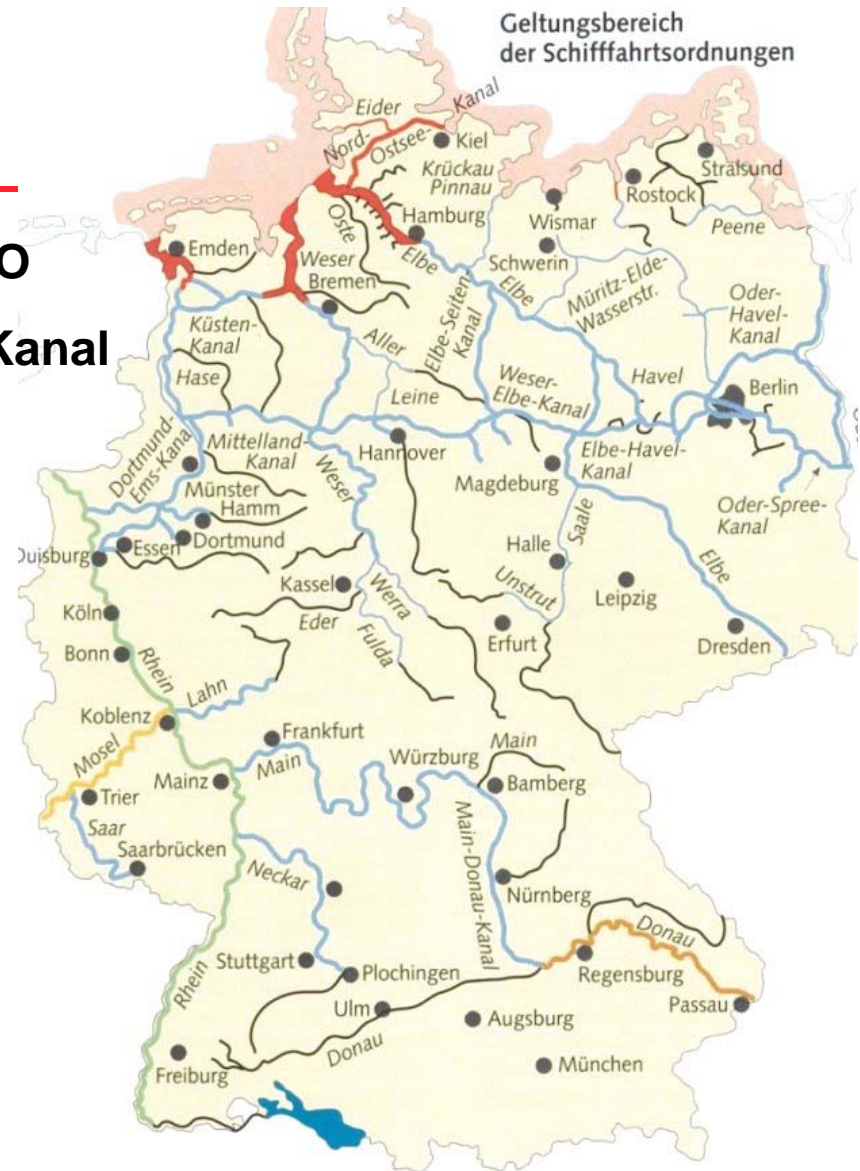 Geltungsbereich
der Schifffahrtsordnungen
O
Kanal
Eider
Nord-
Ostsee-
Kanal
Kiel
Krückau
Pinnau
Stralsund
Rostock
Wismar
Hamburg
Oste
Elbe
Peene
Emden
Schwerin
Weser
Bremen
Elbe
Müritz-Elde-
Wasserstr.
Oder-
Havel-
Kanal
Küsten-
Kanal
Aller
Elbe-Seiten-
Kanal
Hase
Leine
Weser-
Elbe-Kanal
Havel
Berlin
Dortmund-
Ems-Kanal
Mittelland-
Kanal
Weser
Hannover
Magdeburg
Elbe-Havel-
Kanal
Oder-Spree-
Kanal
Münster
Hamm
Essen
Dortmund
Duisburg
Halle
Saale
Elbe
Kassel
Werra
Unstrut
Leipzig
Köln
Eder
Fulda
Erfurt
Dresden
Bonn
Rhein
Lahn
Koblenz
Mosel
Frankfurt
Main
Würzburg
Main
Mainz
Bamberg
Trier
Saar
Saarbrücken
Main-Donau-Kanal
Neckar
Nürnberg
Donau
Rhein
Stuttgart
Plochingen
Regensburg
Ulm
Passau
Augsburg
Donau
Freiburg
München